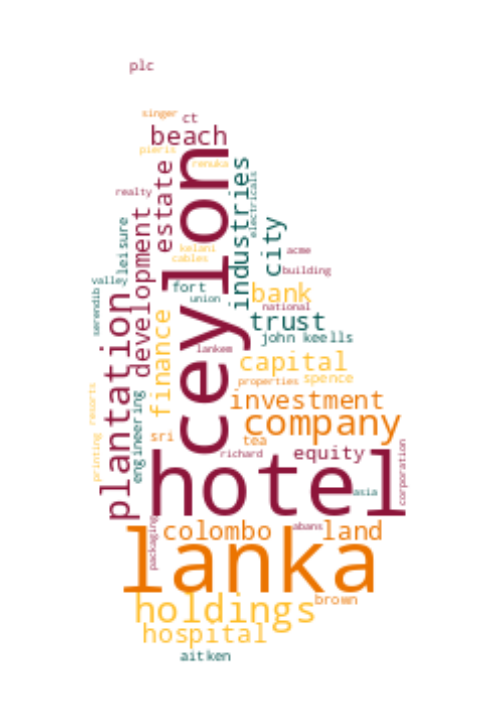 plc
singer
ct
beach
pieris
renuka
ceylon
industries
electricals
estate
realty
development
leisure
city
kelani
cables
acme
building
valley
serendib
fort
union
bank
national
trust
john keells
plantation
finance
lankem
capital
properties
spence
resorts
printing
engineering
investment
company
sri
tea
richard
equity
corporation
hotel
asia
packaging
colombo
abans
land
lanka
holdings
brown
hospital
aitken